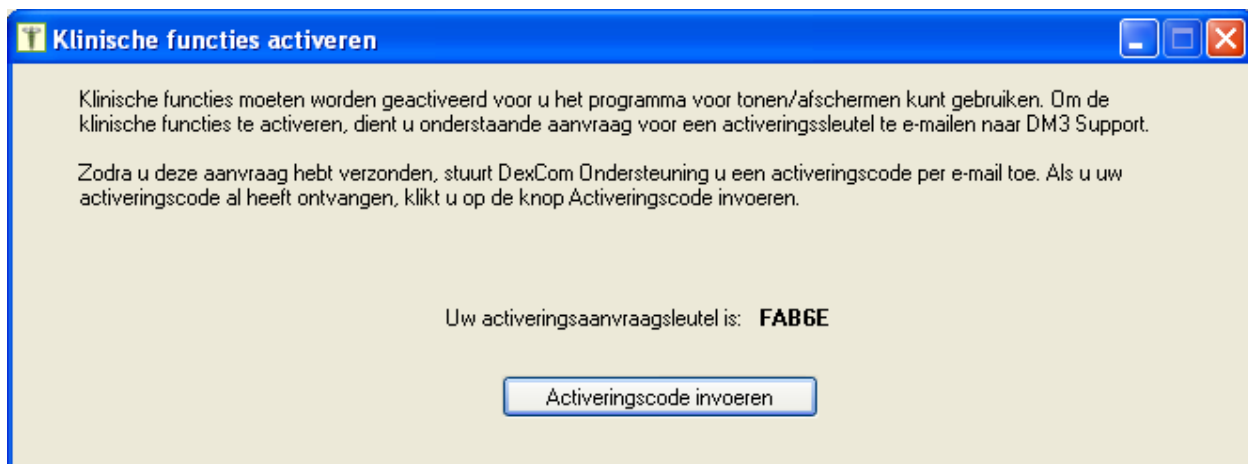 Klinische functies activeren
Klinische functies moeten worden geactiveerd voor u het programma voor tonen/afschermen kunt gebruiken. Om de
klinische functies te activeren, dient u onderstaande aanvraag voor een activeringssleutel te e-mailen naar DM3 Support.
Zodra u deze aanvraag hebt verzonden, stuurt DexCom Ondersteuning u een activeringscode per e-mail toe. Als u uw
activeringscode al heeft ontvangen, klikt u op de knop Activeringscode invoeren.
Uw activeringsaanvraagsleutel is: FAB6E
Activeringscode invoeren